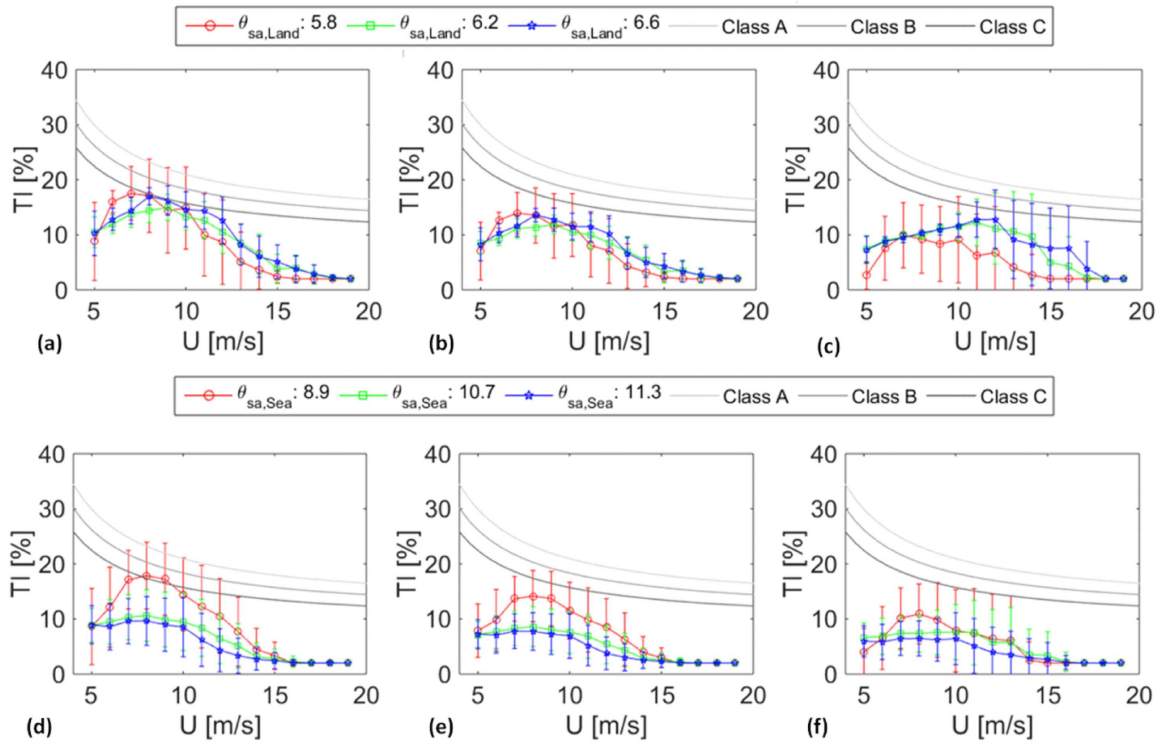 θsa,Land: 5.8 θsa,Land: 6.2 θsa,Land: 6.6 Class A Class B Class C
40 40 40
30 30 30
TI [%] 20 TI [%] 20 TI [%] 20
10 10 10
0 0 0
5 10 15 20 5 10 15 20 5 10 15 20
(a) U [m/s] (b) U [m/s] (c) U [m/s]
θsa,Sea: 8.9 θsa,Sea: 10.7 θsa,Sea: 11.3 Class A Class B Class C
40 40 40
30 30 30
TI [%] 20 TI [%] 20 TI [%] 20
10 10 10
0 0 0
5 10 15 20 5 10 15 20 5 10 15 20
(d) U [m/s] (e) U [m/s] (f) U [m/s]